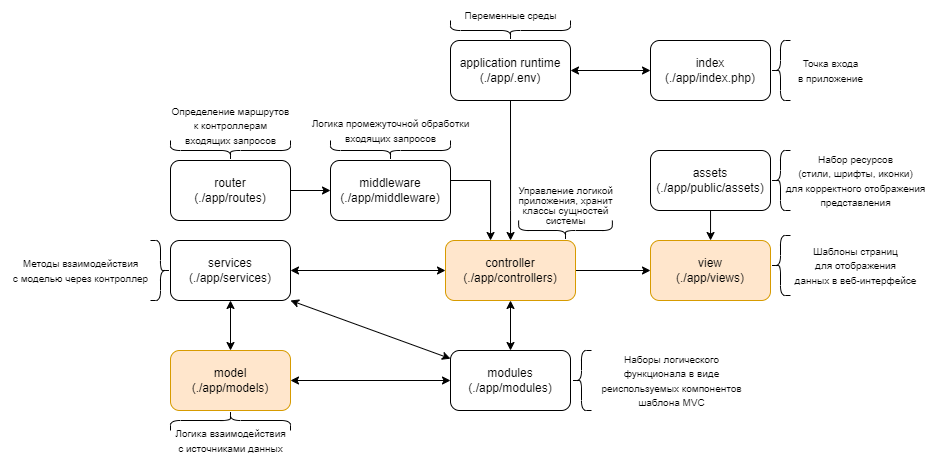 Переменные среды
application runtime
(./app/.env)
index
(./app/index.php)
Точка входа
в приложение
Определение маршрутов
к контроллерам
входящих запросов
Логика промежуточной обработки
входящих запросов
router
(./app/routes)
middleware
(./app/middleware)
Управление логикой
приложения, хранит
классы сущностей
системы
assets
(./app/public/assets)
Набор ресурсов
(стили, шрифты, иконки)
для корректного отображения
представления
Методы взаимодействия
с моделью через контроллер
services
(./app/services)
controller
(./app/controllers)
view
(./app/views)
Шаблоны страниц
для отображения
данных в веб-интерфейсе
model
(./app/models)
modules
(./app/modules)
Наборы логического
функционала в виде
реиспользуемых компонентов
шаблона MVC
Логика взаимодействия
с источниками данных